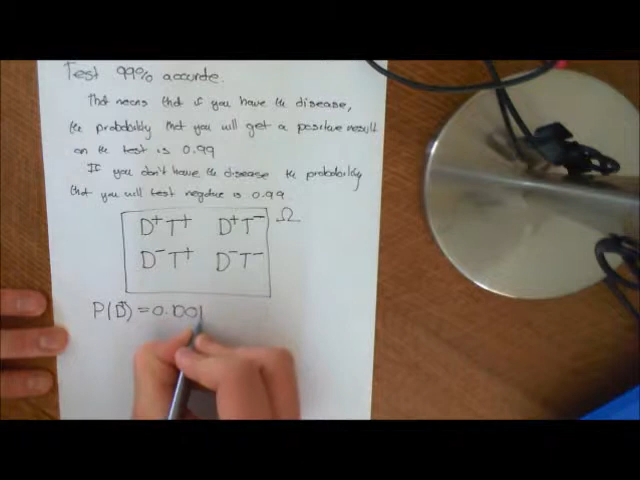 Test 99% accurate.
That means that if you have the disease,
the probability that you will get a positive result
on the test is 0.99
If you don't have the disease the probability
that you will test negative is 0.99
D⁺T⁺ D⁺T⁻ Ω
D⁻T⁺ D⁻T⁻
P(D⁺) = 0.001